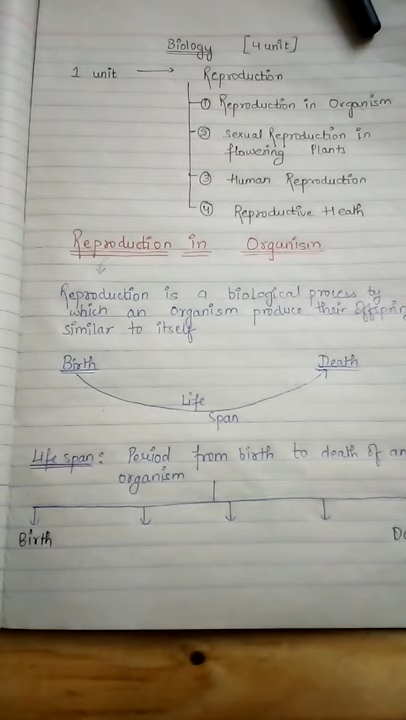 Biology [4 unit]
1 unit → Reproduction
① Reproduction in Organism
② Sexual Reproduction in
flowering Plants
③ Human Reproduction
④ Reproductive Heath
Reproduction in Organism
Reproduction is a biological process by
which an organism produce their offsprin
similar to itself
Birth Death
Life
Span
Life span: Period from birth to death of an
organism
Birth De